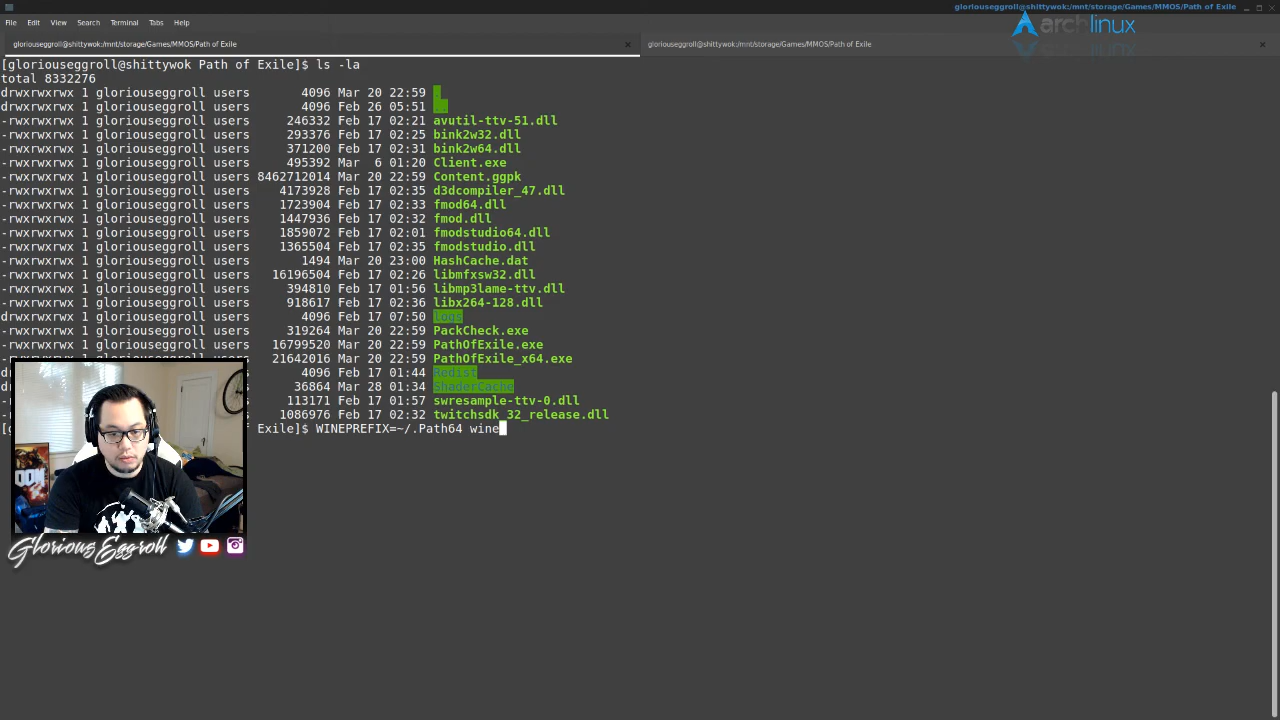 gloriouseggroll@shittywok:/mnt/storage/Games/MMOS/Path of Exile
File Edit View Search Terminal Tabs Help
archlinux
gloriouseggroll@shittywok:/mnt/storage/Games/MMOS/Path of Exile
gloriouseggroll@shittywok:/mnt/storage/Games/MMOS/Path of Exile
[gloriouseggroll@shittywok Path of Exile]$ ls -la
total 8332276
drwxrwxrwx 1 gloriouseggroll users 4096 Mar 20 22:59 .
drwxrwxrwx 1 gloriouseggroll users 4096 Feb 26 05:51 ..
-rwxrwxrwx 1 gloriouseggroll users 246332 Feb 17 02:21 avutil-ttv-51.dll
-rwxrwxrwx 1 gloriouseggroll users 293376 Feb 17 02:25 bink2w32.dll
-rwxrwxrwx 1 gloriouseggroll users 371200 Feb 17 02:31 bink2w64.dll
-rwxrwxrwx 1 gloriouseggroll users 495392 Mar 6 01:20 Client.exe
-rwxrwxrwx 1 gloriouseggroll users 8462712014 Mar 20 22:59 Content.ggpk
-rwxrwxrwx 1 gloriouseggroll users 4173928 Feb 17 02:35 d3dcompiler_47.dll
-rwxrwxrwx 1 gloriouseggroll users 1723904 Feb 17 02:33 fmod64.dll
-rwxrwxrwx 1 gloriouseggroll users 1447936 Feb 17 02:32 fmod.dll
-rwxrwxrwx 1 gloriouseggroll users 1859072 Feb 17 02:01 fmodstudio64.dll
-rwxrwxrwx 1 gloriouseggroll users 1365504 Feb 17 02:35 fmodstudio.dll
-rwxrwxrwx 1 gloriouseggroll users 1494 Mar 20 23:00 HashCache.dat
-rwxrwxrwx 1 gloriouseggroll users 16196504 Feb 17 02:26 libmfxsw32.dll
-rwxrwxrwx 1 gloriouseggroll users 394810 Feb 17 01:56 libmp3lame-ttv.dll
-rwxrwxrwx 1 gloriouseggroll users 918617 Feb 17 02:36 libx264-128.dll
drwxrwxrwx 1 gloriouseggroll users 4096 Feb 17 07:50 logs
-rwxrwxrwx 1 gloriouseggroll users 319264 Mar 20 22:59 PackCheck.exe
-rwxrwxrwx 1 gloriouseggroll users 16799520 Mar 20 22:59 PathOfExile.exe
-rwxrwxrwx 1 gloriouseggroll users 21642016 Mar 20 22:59 PathOfExile_x64.exe
4096 Feb 17 01:44 Redist
36864 Mar 28 01:34 ShaderCache
113171 Feb 17 01:57 swresample-ttv-0.dll
1086976 Feb 17 02:32 twitchsdk_32_release.dll
Exile]$ WINEPREFIX=~/.Path64 wine
Glorious Eggroll